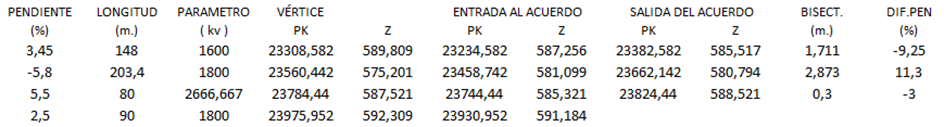 PENDIENTE LONGITUD PARAMETRO VÉRTICE ENTRADA AL ACUERDO SALIDA DEL ACUERDO BISECT. DIF.PEN
(%) (m.) ( kv ) PK Z PK Z PK Z (m.) (%)
3,45 148 1600 23308,582 589,809 23234,582 587,256 23382,582 585,517 1,711 -9,25
-5,8 203,4 1800 23560,442 575,201 23458,742 581,099 23662,142 580,794 2,873 11,3
5,5 80 2666,667 23784,44 587,521 23744,44 585,321 23824,44 588,521 0,3 -3
2,5 90 1800 23975,952 592,309 23930,952 591,184